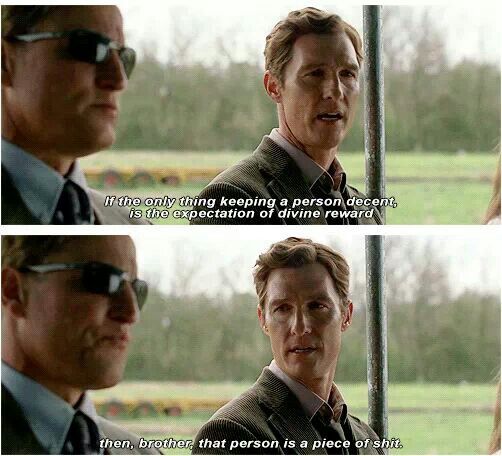 If the only thing keeping a person decent,
is the expectation of divine reward
then, brother, that person is a piece of shit.